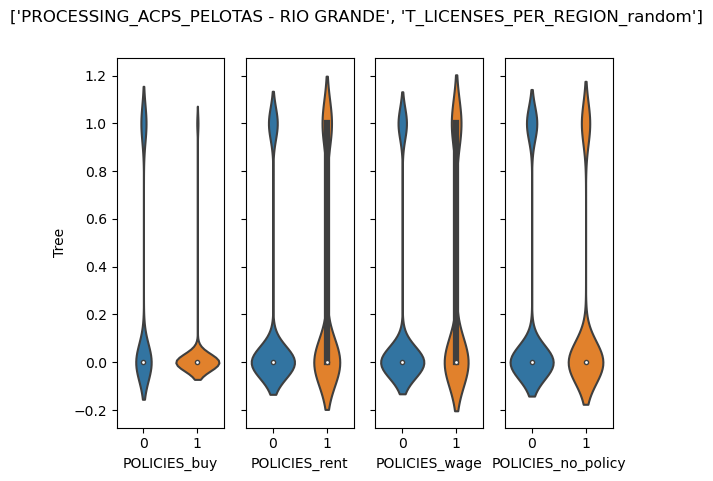 ['PROCESSING_ACPS_PELOTAS - RIO GRANDE', 'T_LICENSES_PER_REGION_random']
1.2
1.0
0.8
0.6
0.4
0.2
0.0
−0.2
Tree
0 1
POLICIES_buy
0 1
POLICIES_rent
0 1
POLICIES_wage
0 1
POLICIES_no_policy